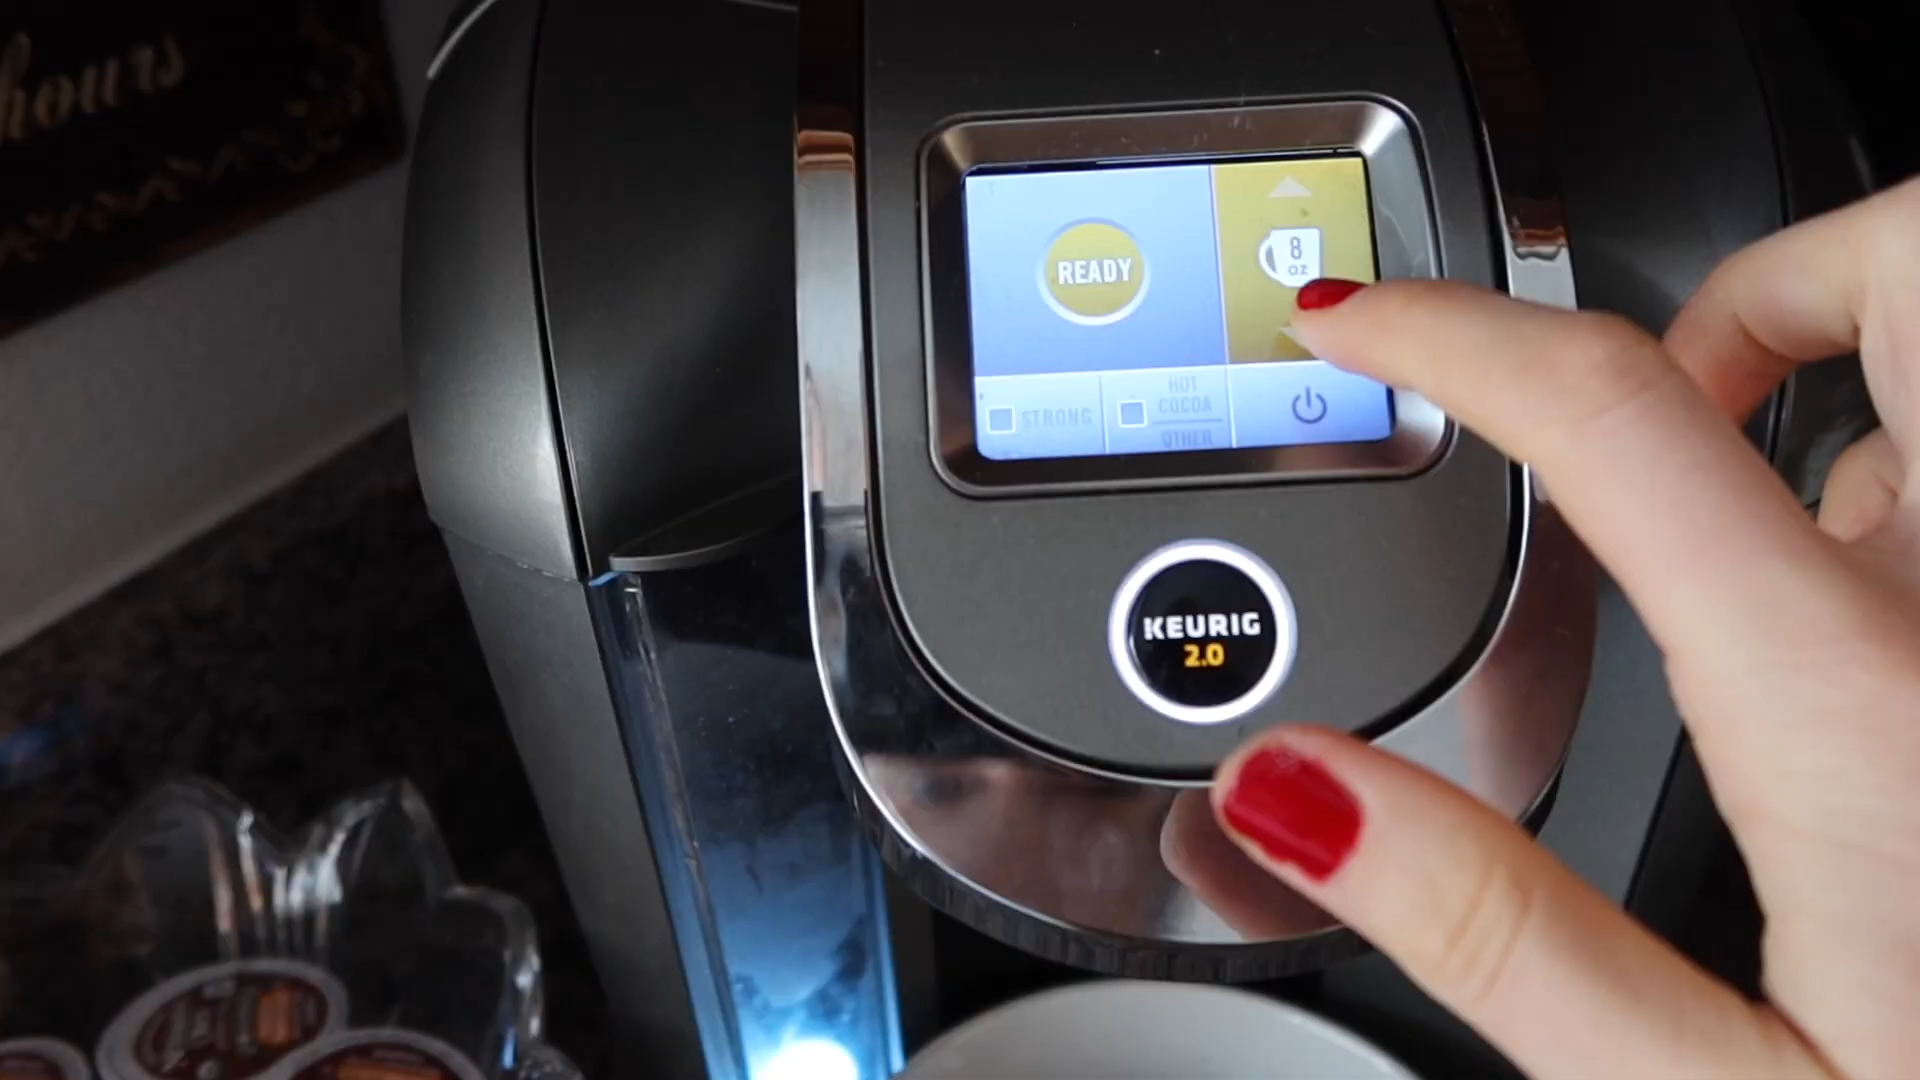 hours
READY
8
OZ
STRONG
HOT
COCOA
OTHER
KEURIG
2.0